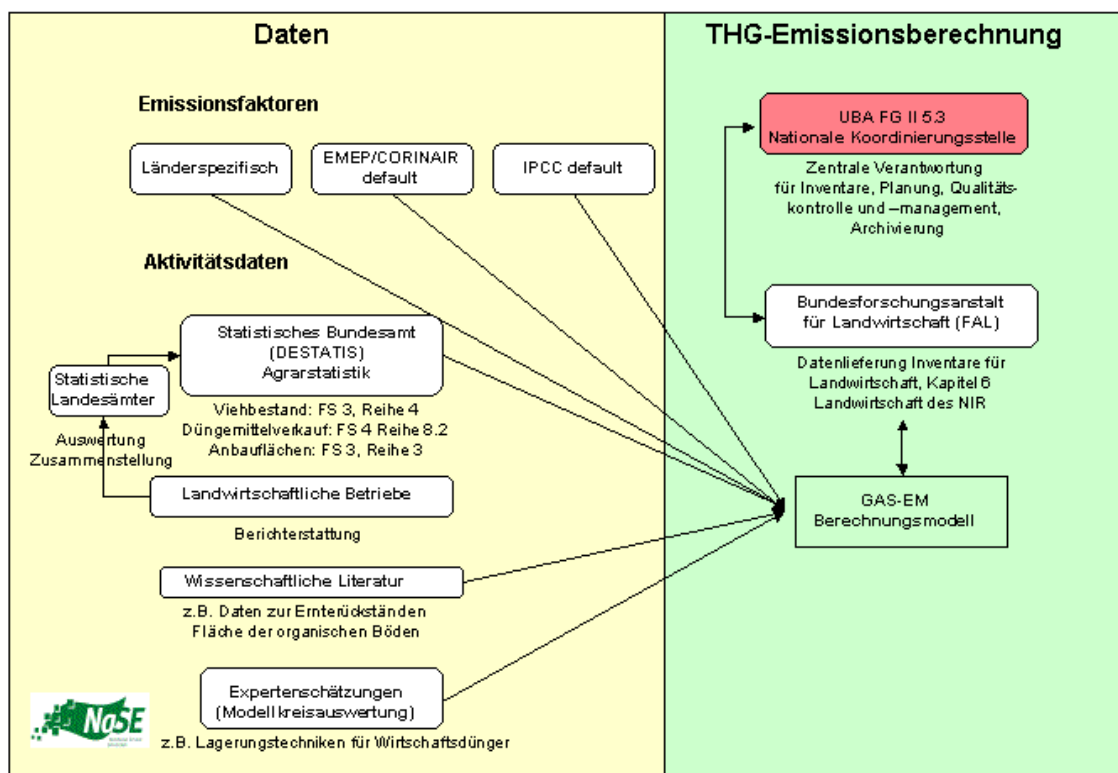 Daten
Emissionsfaktoren
Länderspezifisch
EMEP/CORINAIR
default
IPCC default
Aktivitätsdaten
Statistisches Bundesamt
(DESTATIS)
Agrarstatistik
Statistische
Landesämter
Viehbestand: FS 3, Reihe 4
Düngemittelverkauf: FS 4 Reihe 8.2
Anbauflächen: FS 3, Reihe 3
Auswertung
Zusammenstellung
Landwirtschaftliche Betriebe
Berichterstattung
Wissenschaftliche Literatur
z.B. Daten zur Ernterückständen
Fläche der organischen Böden
Expertenschätzungen
(Modellkreisauswertung)
z.B. Lagerungstechniken für Wirtschaftsdünger
NaSE
THG-Emissionsberechnung
UBA FG II 5.3
Nationale Koordinierungsstelle
Zentrale Verantwortung
für Inventare, Planung, Qualitäts-
kontrolle und –management,
Archivierung
Bundesforschungsanstalt
für Landwirtschaft (FAL)
Datenlieferung Inventare für
Landwirtschaft, Kapitel 6
Landwirtschaft des NIR
GAS-EM
Berechnungsmodell